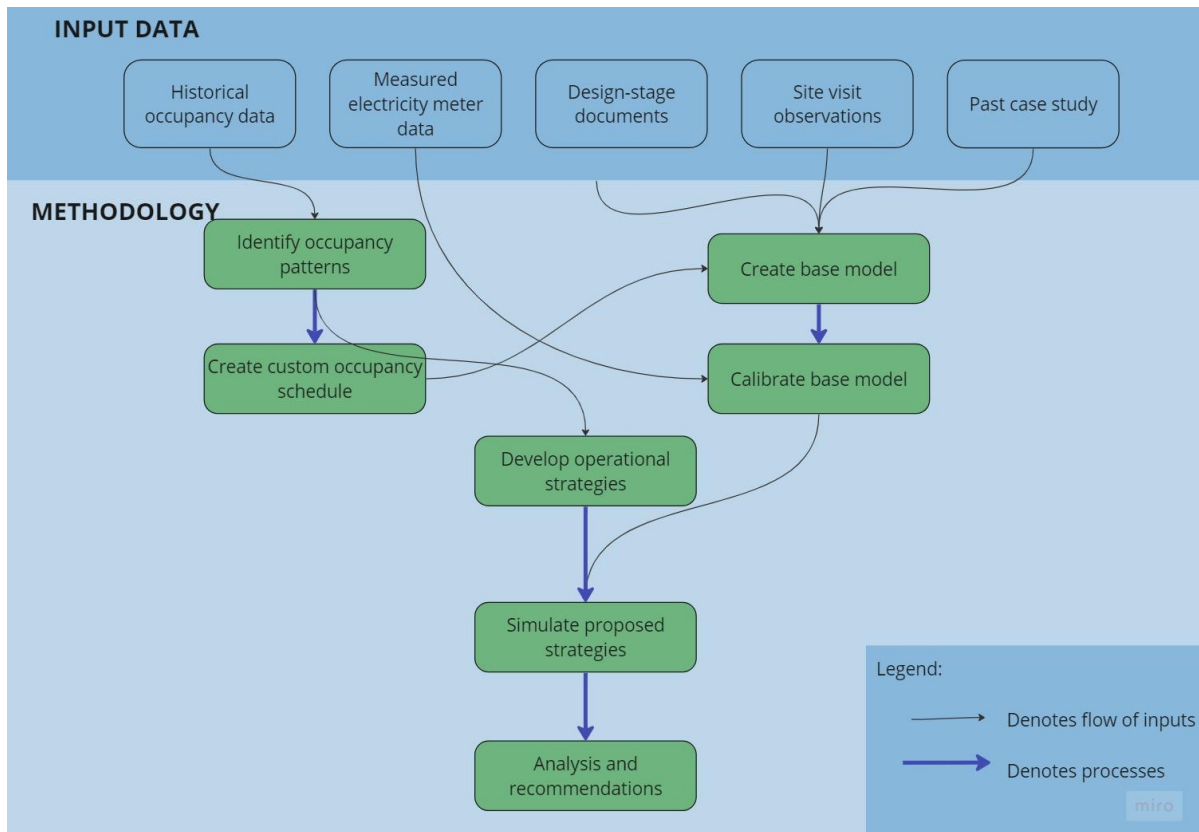 INPUT DATA
Historical
occupancy data
Measured
electricity meter
data
Design-stage
documents
Site visit
observations
Past case study
METHODOLOGY
Identify occupancy
patterns
Create base model
Create custom occupancy
schedule
Calibrate base model
Develop operational
strategies
Simulate proposed
strategies
Analysis and
recommendations
Legend:
Denotes flow of inputs
Denotes processes
miro